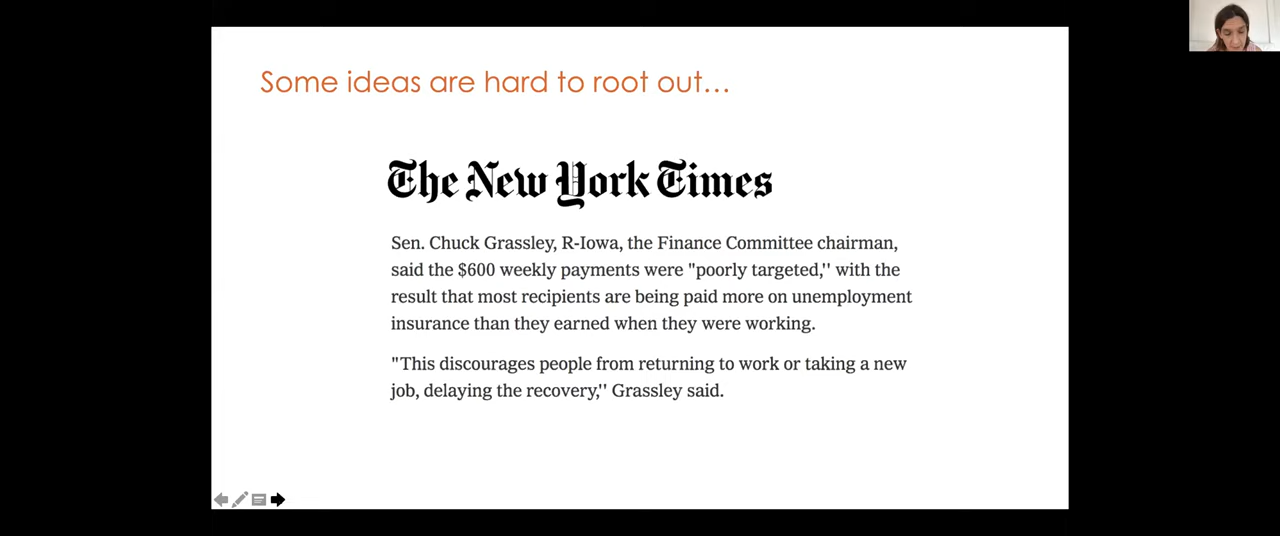 Some ideas are hard to root out...
The New York Times
Sen. Chuck Grassley, R-Iowa, the Finance Committee chairman,
said the $600 weekly payments were "poorly targeted,'' with the
result that most recipients are being paid more on unemployment
insurance than they earned when they were working.
"This discourages people from returning to work or taking a new
job, delaying the recovery,'' Grassley said.